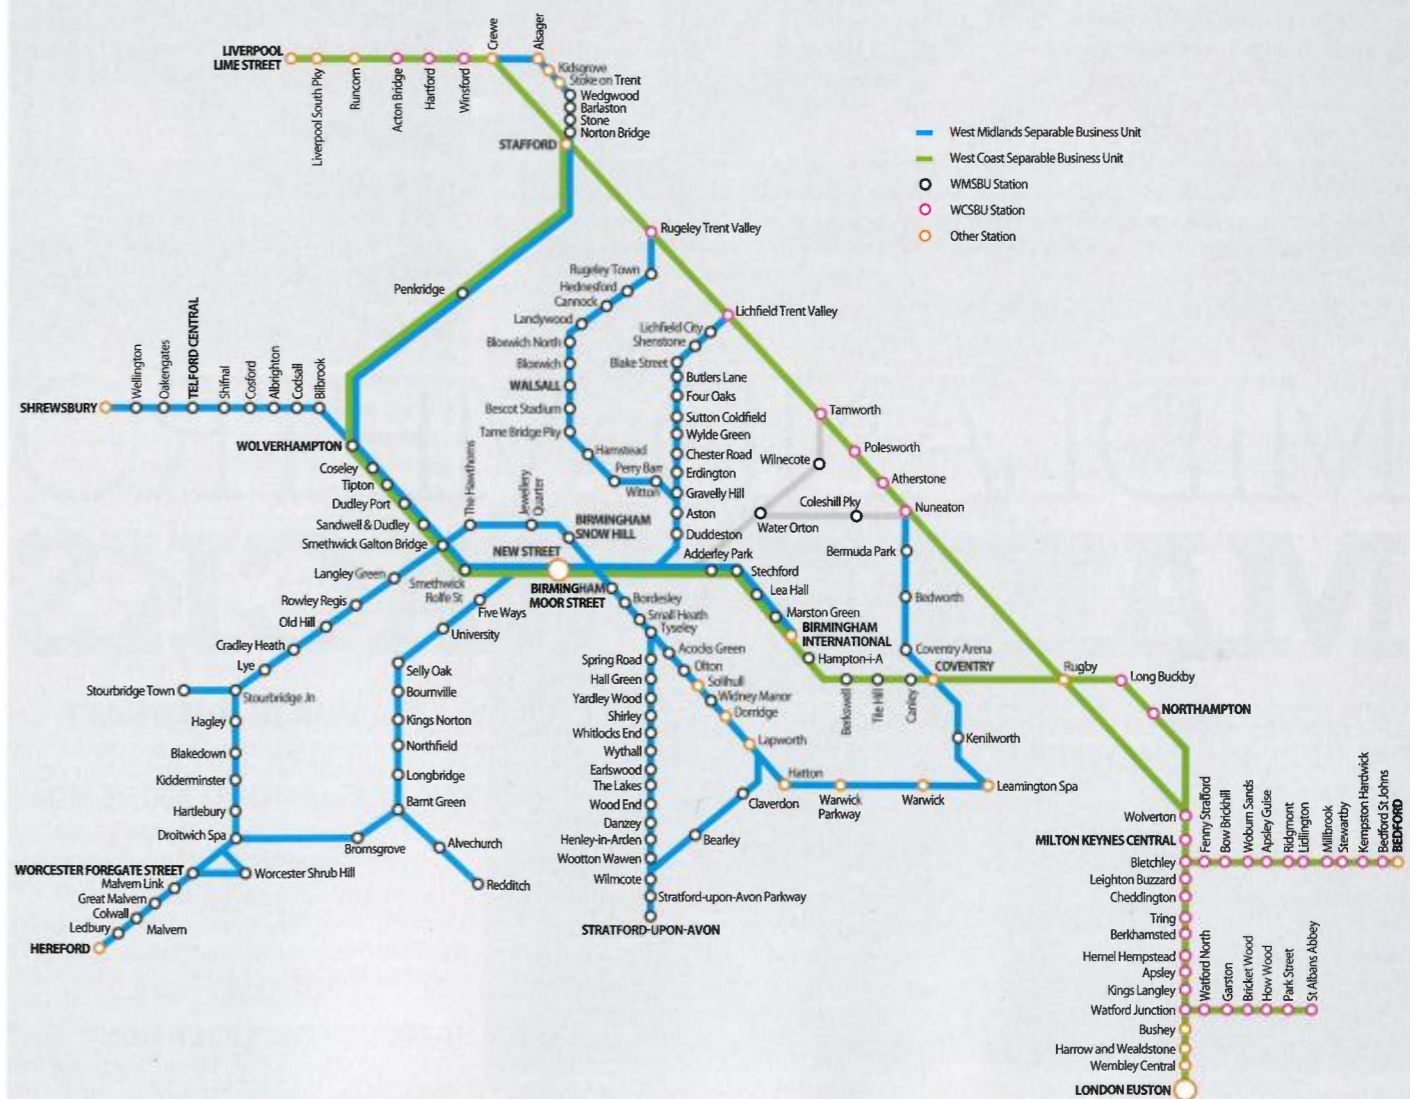 LIVERPOOL
LIME STREET
Liverpool South Pky
Runcorn
Acton Bridge
Hartford
Winsford
Crewe
Alsager
Kidsgrove
Stoke on Trent
Wedgwood
Barlaston
Stone
Norton Bridge
STAFFORD
West Midlands Separable Business Unit
West Coast Separable Business Unit
WMSBU Station
WCSBU Station
Other Station
Rugeley Trent Valley
Rugeley Town
Hednesford
Cannock
Landywood
Bloxwich North
Bloxwich
WALSALL
Bescot Stadium
Tame Bridge Pky
Hamstead
Perry Barr
Witton
Penkridge
Lichfield Trent Valley
Lichfield City
Shenstone
Blake Street
Butlers Lane
Four Oaks
Sutton Coldfield
Wylde Green
Chester Road
Erdington
Gravelly Hill
Aston
Duddeston
SHREWSBURY
Wellington
Oakengates
TELFORD CENTRAL
Shifnal
Cosford
Albrighton
Codsall
Bilbrook
WOLVERHAMPTON
Coseley
Tipton
Dudley Port
Sandwell & Dudley
Smethwick Galton Bridge
Langley Green
Rowley Regis
Old Hill
Cradley Heath
Lye
Stourbridge Town
Stourbridge Jn
Hagley
Blakedown
Kidderminster
Hartlebury
Droitwich Spa
WORCESTER FOREGATE STREET
Worcester Shrub Hill
Malvern Link
Great Malvern
Colwall
Ledbury
Malvern
HEREFORD
The Hawthorns
Jewellery
Quarter
BIRMINGHAM
SNOW HILL
NEW STREET
BIRMINGHAM
MOOR STREET
Smethwick
Rolfe St
Five Ways
University
Selly Oak
Bournville
Kings Norton
Northfield
Longbridge
Barnt Green
Bromsgrove
Alvechurch
Redditch
Bordesley
Small Heath
Tyseley
Acocks Green
Olton
Solihull
Widney Manor
Dorridge
Lapworth
Hatton
Warwick
Parkway
Warwick
Leamington Spa
Claverdon
Bearley
Spring Road
Hall Green
Yardley Wood
Shirley
Whitlocks End
Wythall
Earlswood
The Lakes
Wood End
Danzey
Henley-in-Arden
Wootton Wawen
Wilmcote
Stratford-upon-Avon Parkway
STRATFORD-UPON-AVON
Tamworth
Wilnecote
Polesworth
Atherstone
Nuneaton
Coleshill Pky
Water Orton
Bermuda Park
Bedworth
Coventry Arena
COVENTRY
Kenilworth
Adderley Park
Stechford
Lea Hall
Marston Green
BIRMINGHAM
INTERNATIONAL
Hampton-i-A
Berkswell
Tile Hill
Canley
Rugby
Long Buckby
NORTHAMPTON
Wolverton
MILTON KEYNES CENTRAL
Bletchley
Fenny Strafford
Bow Brickhill
Woburn Sands
Apsley Guise
Ridgmont
Lidlington
Millbrook
Stewartby
Kempston Hardwick
Bedford St Johns
BEDFORD
Leighton Buzzard
Cheddington
Tring
Berkhamsted
Hemel Hempstead
Apsley
Kings Langley
Watford Junction
Watford North
Garston
Bricket Wood
How Wood
Park Street
St Albans Abbey
Bushey
Harrow and Wealdstone
Wembley Central
LONDON EUSTON